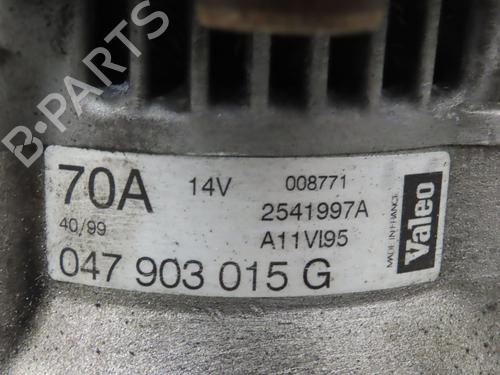 B-PARTS
70A 14V 008771
40/99 2541997A
A11VI95
047 903 015 G
MADE IN FRANCE
Valeo